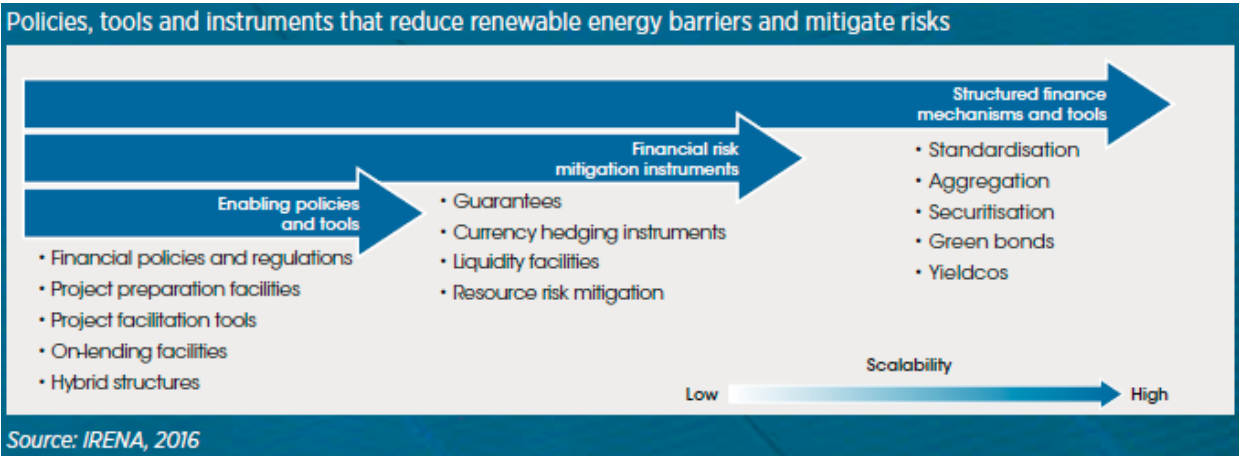 Policies, tools and instruments that reduce renewable energy barriers and mitigate risks
Structured finance
mechanisms and tools
• Standardisation
• Aggregation
• Securitisation
• Green bonds
• Yieldcos
Financial risk
mitigation instruments
• Guarantees
• Currency hedging instruments
• Liquidity facilities
• Resource risk mitigation
Enabling policies
and tools
• Financial policies and regulations
• Project preparation facilities
• Project facilitation tools
• On-lending facilities
• Hybrid structures
Scalability
Low
High
Source: IRENA, 2016